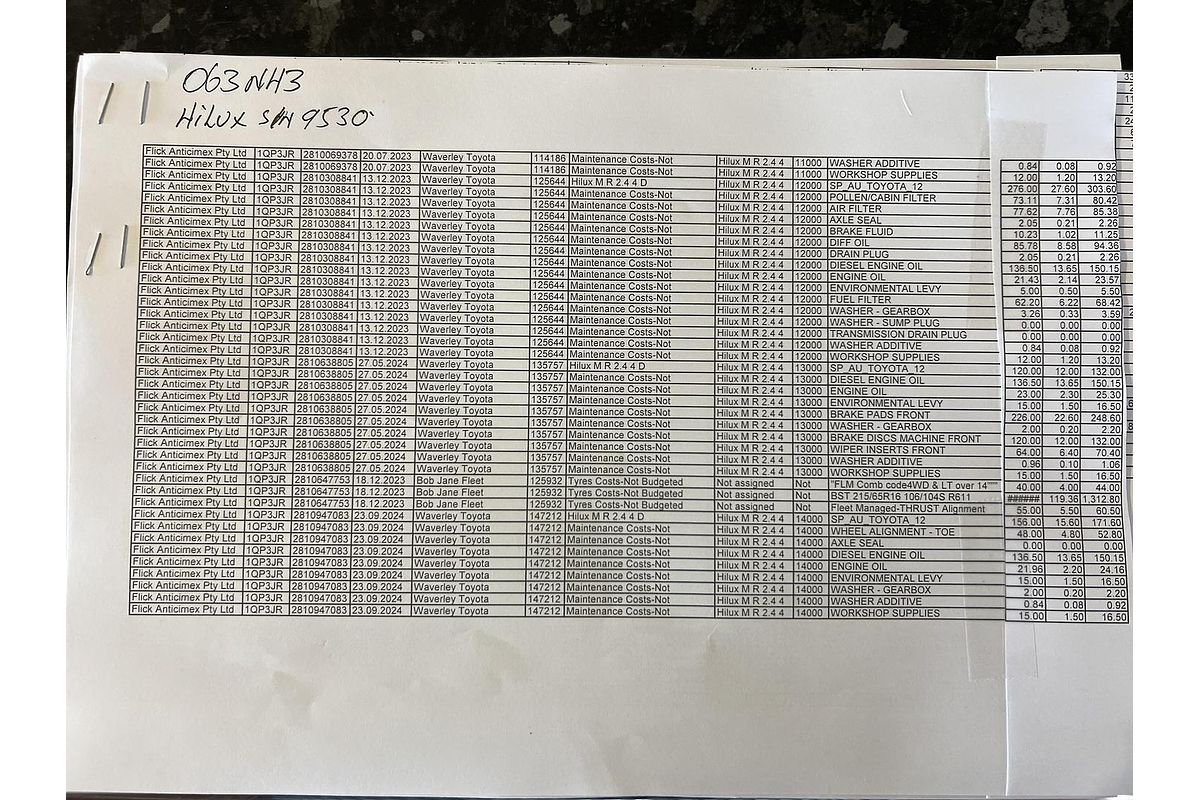 063NH3
HiLUX S/H 9530
Flick Anticimex Pty Ltd 1QP3JR 2810069378 20.07.2023 Waverley Toyota 114186 Maintenance Costs-Not Hilux M R 2.4 4 11000 WASHER ADDITIVE 0.84 0.08 0.92
Flick Anticimex Pty Ltd 1QP3JR 2810069378 20.07.2023 Waverley Toyota 114186 Maintenance Costs-Not Hilux M R 2.4 4 11000 WORKSHOP SUPPLIES 12.00 1.20 13.20
Flick Anticimex Pty Ltd 1QP3JR 2810308841 13.12.2023 Waverley Toyota 125644 Hilux M R 2.4 4 D Hilux M R 2.4 4 12000 SP_AU_TOYOTA_12 276.00 27.60 303.60
Flick Anticimex Pty Ltd 1QP3JR 2810308841 13.12.2023 Waverley Toyota 125644 Maintenance Costs-Not Hilux M R 2.4 4 12000 POLLEN/CABIN FILTER 73.11 7.31 80.42
Flick Anticimex Pty Ltd 1QP3JR 2810308841 13.12.2023 Waverley Toyota 125644 Maintenance Costs-Not Hilux M R 2.4 4 12000 AIR FILTER 77.62 7.76 85.38
Flick Anticimex Pty Ltd 1QP3JR 2810308841 13.12.2023 Waverley Toyota 125644 Maintenance Costs-Not Hilux M R 2.4 4 12000 AXLE SEAL 2.05 0.21 2.26
Flick Anticimex Pty Ltd 1QP3JR 2810308841 13.12.2023 Waverley Toyota 125644 Maintenance Costs-Not Hilux M R 2.4 4 12000 BRAKE FLUID 10.23 1.02 11.25
Flick Anticimex Pty Ltd 1QP3JR 2810308841 13.12.2023 Waverley Toyota 125644 Maintenance Costs-Not Hilux M R 2.4 4 12000 DIFF OIL 85.78 8.58 94.36
Flick Anticimex Pty Ltd 1QP3JR 2810308841 13.12.2023 Waverley Toyota 125644 Maintenance Costs-Not Hilux M R 2.4 4 12000 DRAIN PLUG 2.05 0.21 2.26
Flick Anticimex Pty Ltd 1QP3JR 2810308841 13.12.2023 Waverley Toyota 125644 Maintenance Costs-Not Hilux M R 2.4 4 12000 DIESEL ENGINE OIL 136.50 13.65 150.15
Flick Anticimex Pty Ltd 1QP3JR 2810308841 13.12.2023 Waverley Toyota 125644 Maintenance Costs-Not Hilux M R 2.4 4 12000 ENGINE OIL 21.43 2.14 23.57
Flick Anticimex Pty Ltd 1QP3JR 2810308841 13.12.2023 Waverley Toyota 125644 Maintenance Costs-Not Hilux M R 2.4 4 12000 ENVIRONMENTAL LEVY 5.00 0.50 5.50
Flick Anticimex Pty Ltd 1QP3JR 2810308841 13.12.2023 Waverley Toyota 125644 Maintenance Costs-Not Hilux M R 2.4 4 12000 FUEL FILTER 62.20 6.22 68.42
Flick Anticimex Pty Ltd 1QP3JR 2810308841 13.12.2023 Waverley Toyota 125644 Maintenance Costs-Not Hilux M R 2.4 4 12000 WASHER - GEARBOX 3.26 0.33 3.59
Flick Anticimex Pty Ltd 1QP3JR 2810308841 13.12.2023 Waverley Toyota 125644 Maintenance Costs-Not Hilux M R 2.4 4 12000 WASHER - SUMP PLUG 0.00 0.00 0.00
Flick Anticimex Pty Ltd 1QP3JR 2810308841 13.12.2023 Waverley Toyota 125644 Maintenance Costs-Not Hilux M R 2.4 4 12000 TRANSMISSION DRAIN PLUG 0.00 0.00 0.00
Flick Anticimex Pty Ltd 1QP3JR 2810308841 13.12.2023 Waverley Toyota 125644 Maintenance Costs-Not Hilux M R 2.4 4 12000 WASHER ADDITIVE 0.84 0.08 0.92
Flick Anticimex Pty Ltd 1QP3JR 2810308841 13.12.2023 Waverley Toyota 125644 Maintenance Costs-Not Hilux M R 2.4 4 12000 WORKSHOP SUPPLIES 12.00 1.20 13.20
Flick Anticimex Pty Ltd 1QP3JR 2810638805 27.05.2024 Waverley Toyota 135757 Hilux M R 2.4 4 D Hilux M R 2.4 4 13000 SP_AU_TOYOTA_12 120.00 12.00 132.00
Flick Anticimex Pty Ltd 1QP3JR 2810638805 27.05.2024 Waverley Toyota 135757 Maintenance Costs-Not Hilux M R 2.4 4 13000 DIESEL ENGINE OIL 136.50 13.65 150.15
Flick Anticimex Pty Ltd 1QP3JR 2810638805 27.05.2024 Waverley Toyota 135757 Maintenance Costs-Not Hilux M R 2.4 4 13000 ENGINE OIL 23.00 2.30 25.30
Flick Anticimex Pty Ltd 1QP3JR 2810638805 27.05.2024 Waverley Toyota 135757 Maintenance Costs-Not Hilux M R 2.4 4 13000 ENVIRONMENTAL LEVY 15.00 1.50 16.50
Flick Anticimex Pty Ltd 1QP3JR 2810638805 27.05.2024 Waverley Toyota 135757 Maintenance Costs-Not Hilux M R 2.4 4 13000 BRAKE PADS FRONT 226.00 22.60 248.60
Flick Anticimex Pty Ltd 1QP3JR 2810638805 27.05.2024 Waverley Toyota 135757 Maintenance Costs-Not Hilux M R 2.4 4 13000 WASHER - GEARBOX 2.00 0.20 2.20
Flick Anticimex Pty Ltd 1QP3JR 2810638805 27.05.2024 Waverley Toyota 135757 Maintenance Costs-Not Hilux M R 2.4 4 13000 BRAKE DISCS MACHINE FRONT 120.00 12.00 132.00
Flick Anticimex Pty Ltd 1QP3JR 2810638805 27.05.2024 Waverley Toyota 135757 Maintenance Costs-Not Hilux M R 2.4 4 13000 WIPER INSERTS FRONT 64.00 6.40 70.40
Flick Anticimex Pty Ltd 1QP3JR 2810638805 27.05.2024 Waverley Toyota 135757 Maintenance Costs-Not Hilux M R 2.4 4 13000 WASHER ADDITIVE 0.96 0.10 1.06
Flick Anticimex Pty Ltd 1QP3JR 2810638805 27.05.2024 Waverley Toyota 135757 Maintenance Costs-Not Hilux M R 2.4 4 13000 WORKSHOP SUPPLIES 15.00 1.50 16.50
Flick Anticimex Pty Ltd 1QP3JR 2810647753 18.12.2023 Bob Jane Fleet 125932 Tyres Costs-Not Budgeted Not assigned Not "FLM Comb code4WD & LT over 14""" 40.00 4.00 44.00
Flick Anticimex Pty Ltd 1QP3JR 2810647753 18.12.2023 Bob Jane Fleet 125932 Tyres Costs-Not Budgeted Not assigned Not BST 215/65R16 106/104S R611 ###### 119.36 1,312.80
Flick Anticimex Pty Ltd 1QP3JR 2810647753 18.12.2023 Bob Jane Fleet 125932 Tyres Costs-Not Budgeted Not assigned Not Fleet Managed-THRUST Alignment 55.00 5.50 60.50
Flick Anticimex Pty Ltd 1QP3JR 2810947083 23.09.2024 Waverley Toyota 147212 Hilux M R 2.4 4 D Hilux M R 2.4 4 14000 SP_AU_TOYOTA_12 156.00 15.60 171.60
Flick Anticimex Pty Ltd 1QP3JR 2810947083 23.09.2024 Waverley Toyota 147212 Maintenance Costs-Not Hilux M R 2.4 4 14000 WHEEL ALIGNMENT - TOE 48.00 4.80 52.80
Flick Anticimex Pty Ltd 1QP3JR 2810947083 23.09.2024 Waverley Toyota 147212 Maintenance Costs-Not Hilux M R 2.4 4 14000 AXLE SEAL 0.00 0.00 0.00
Flick Anticimex Pty Ltd 1QP3JR 2810947083 23.09.2024 Waverley Toyota 147212 Maintenance Costs-Not Hilux M R 2.4 4 14000 DIESEL ENGINE OIL 136.50 13.65 150.15
Flick Anticimex Pty Ltd 1QP3JR 2810947083 23.09.2024 Waverley Toyota 147212 Maintenance Costs-Not Hilux M R 2.4 4 14000 ENGINE OIL 21.96 2.20 24.16
Flick Anticimex Pty Ltd 1QP3JR 2810947083 23.09.2024 Waverley Toyota 147212 Maintenance Costs-Not Hilux M R 2.4 4 14000 ENVIRONMENTAL LEVY 15.00 1.50 16.50
Flick Anticimex Pty Ltd 1QP3JR 2810947083 23.09.2024 Waverley Toyota 147212 Maintenance Costs-Not Hilux M R 2.4 4 14000 WASHER - GEARBOX 2.00 0.20 2.20
Flick Anticimex Pty Ltd 1QP3JR 2810947083 23.09.2024 Waverley Toyota 147212 Maintenance Costs-Not Hilux M R 2.4 4 14000 WASHER ADDITIVE 0.84 0.08 0.92
Flick Anticimex Pty Ltd 1QP3JR 2810947083 23.09.2024 Waverley Toyota 147212 Maintenance Costs-Not Hilux M R 2.4 4 14000 WORKSHOP SUPPLIES 15.00 1.50 16.50